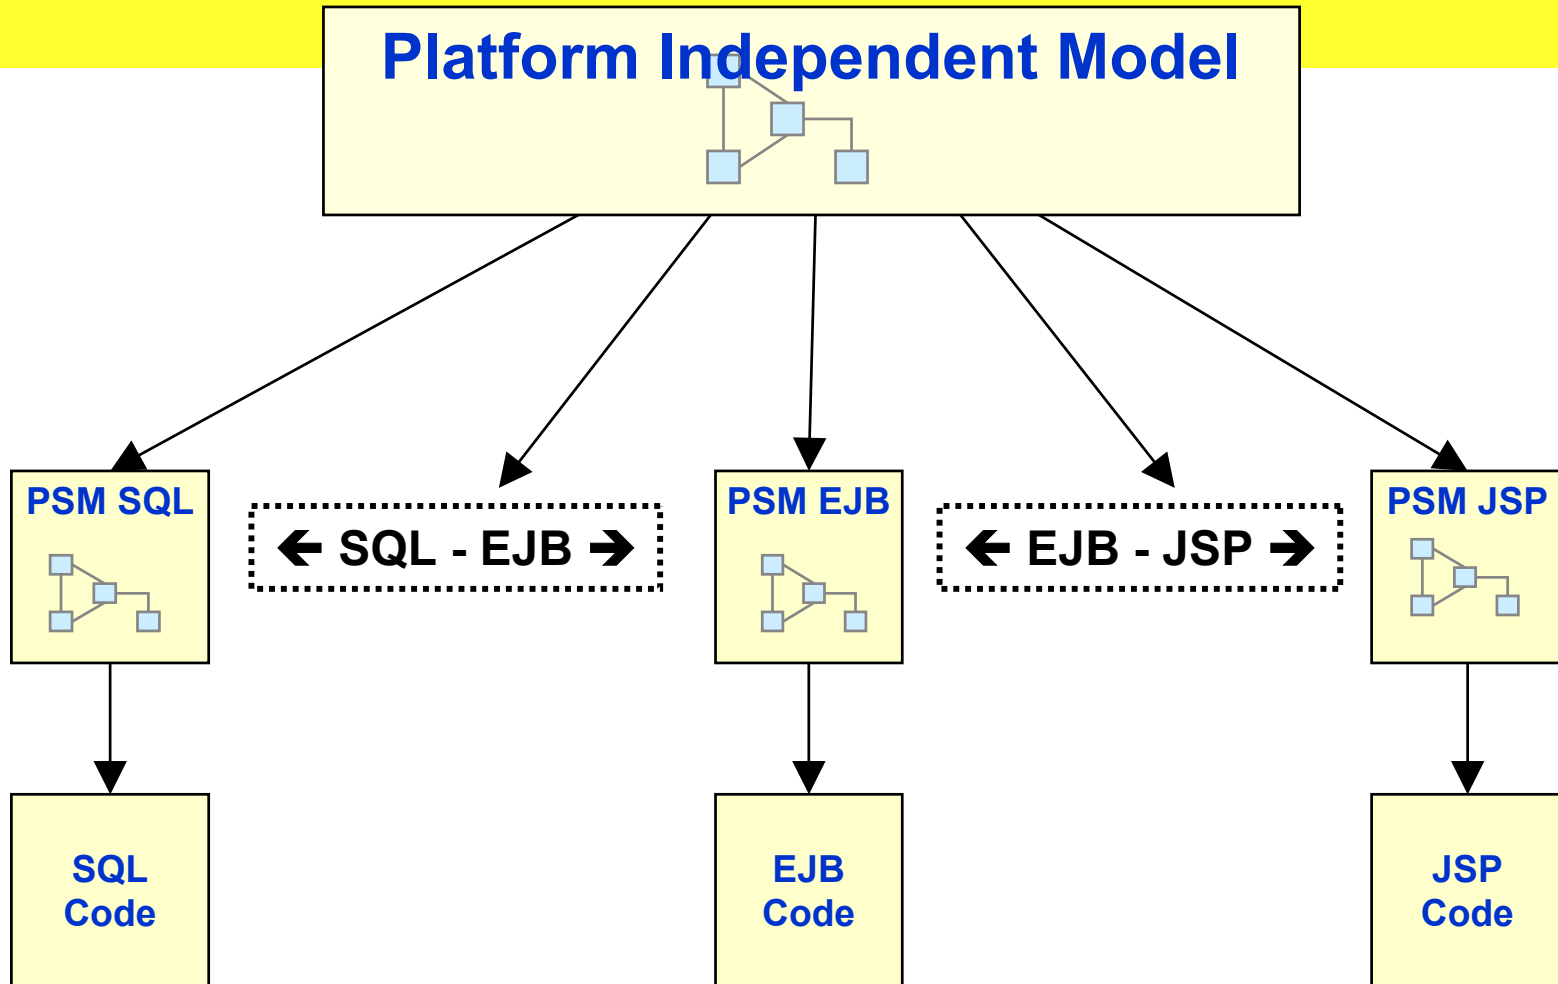 Platform Independent Model
PSM SQL
🡸 SQL - EJB 🡺
PSM EJB
🡸 EJB - JSP 🡺
PSM JSP
SQL
Code
EJB
Code
JSP
Code